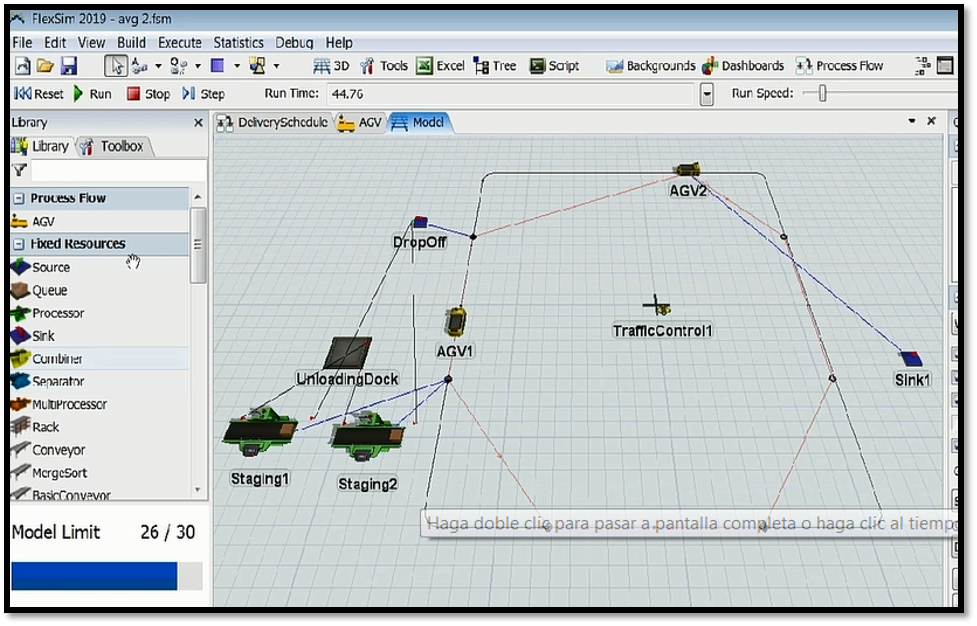 FlexSim 2019 - avg 2.fsm
File Edit View Build Execute Statistics Debug Help
3D Tools Excel Tree Script Backgrounds Dashboards Process Flow
Reset Run Stop Step Run Time: 44.76 Run Speed:
Library
DeliverySchedule AGV Model
Library Toolbox
Process Flow
AGV
Fixed Resources
Source
Queue
Processor
Sink
Combiner
Separator
MultiProcessor
Rack
Conveyor
MergeSort
BasicConveyor
Model Limit 26 / 30
AGV2
DropOff
TrafficControl1
AGV1
UnloadingDock
Sink1
Staging1
Staging2
Haga doble clic para pasar a pantalla completa o haga clic al tiempo